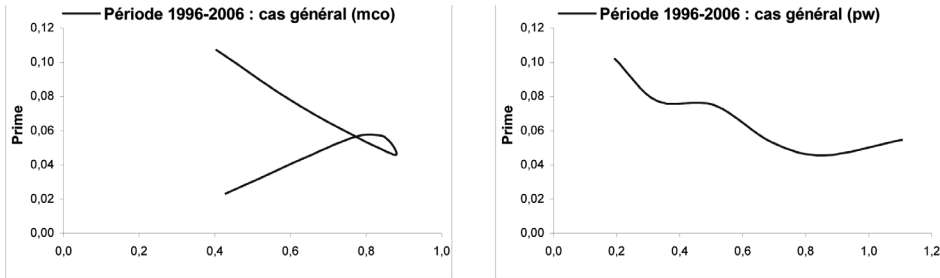 Période 1996-2006 : cas général (mco)
0,12
0,10
0,08
0,06
0,04
0,02
0,00
Prime
0,0 0,2 0,4 0,6 0,8 1,0
Période 1996-2006 : cas général (pw)
0,12
0,10
0,08
0,06
0,04
0,02
0,00
Prime
0,0 0,2 0,4 0,6 0,8 1,0 1,2